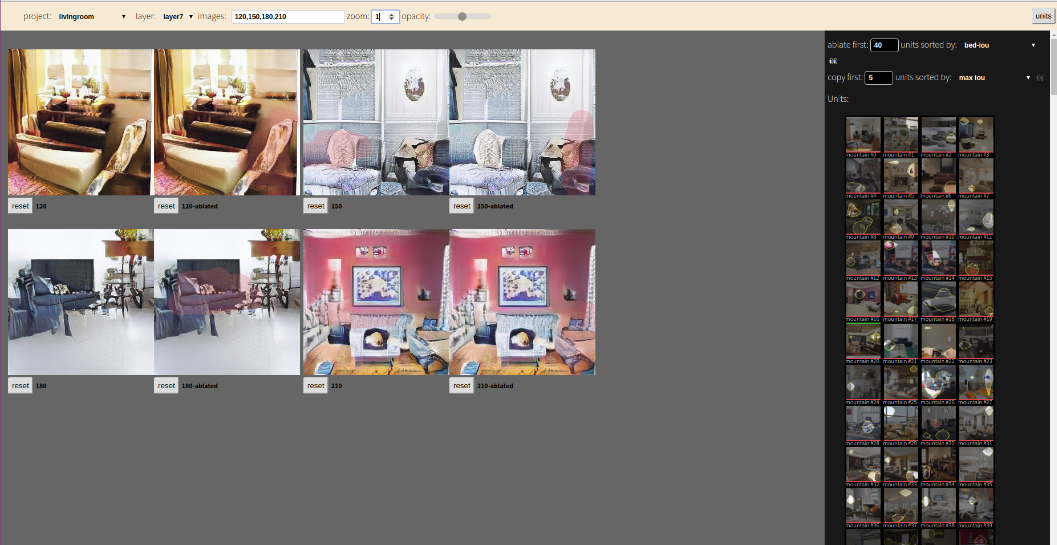 project: livingroom layer: layer7 images: 120,150,180,210 zoom: 1 opacity: units
ablate first: 40 units sorted by: bed-iou
copy first: 5 units sorted by: max iou
Units:
reset 120 reset 120-ablated reset 150 reset 150-ablated
reset 180 reset 180-ablated reset 210 reset 210-ablated
mountain #0 mountain #1 mountain #2 mountain #3
mountain #4 mountain #5 mountain #6 mountain #7
mountain #8 mountain #9 mountain #10 mountain #11
mountain #12 mountain #13 mountain #14 mountain #15
mountain #16 mountain #17 mountain #18 mountain #19
mountain #20 mountain #21 mountain #22 mountain #23
mountain #24 mountain #25 mountain #26 mountain #27
mountain #28 mountain #29 mountain #30 mountain #31
mountain #32 mountain #33 mountain #34 mountain #35
mountain #36 mountain #37 mountain #38 mountain #39